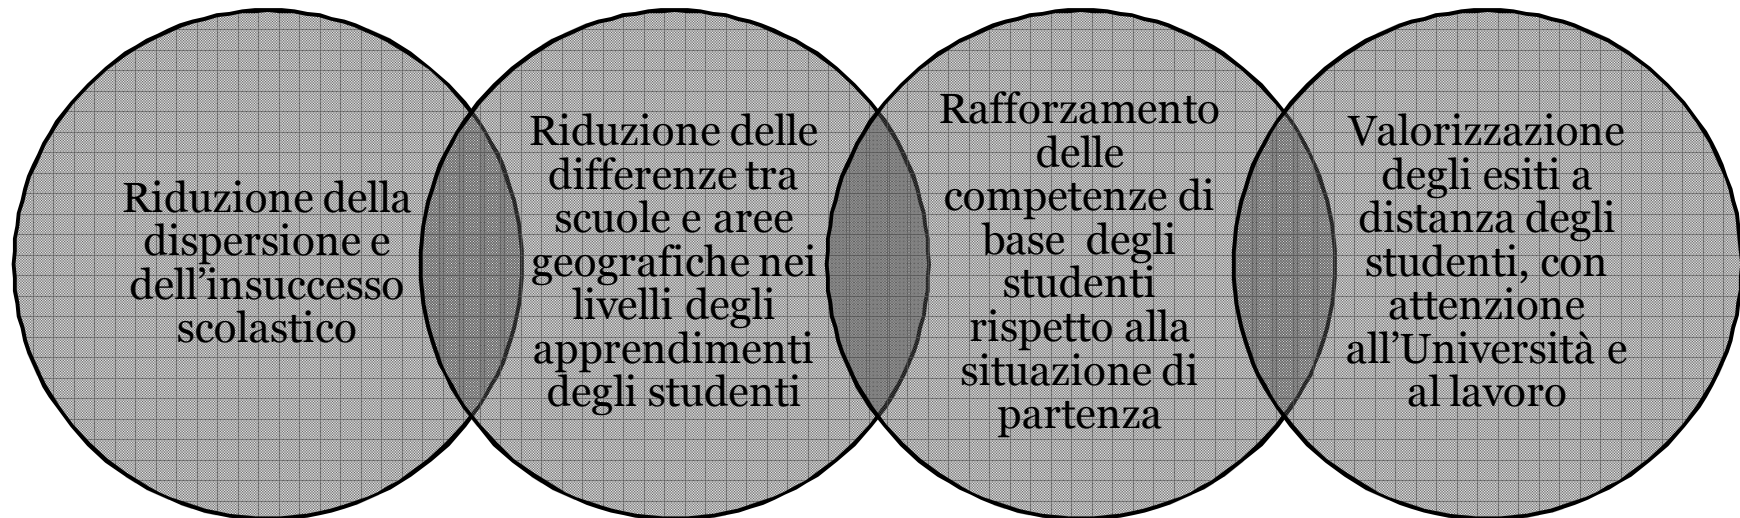 Riduzione della
dispersione e
dell’insuccesso
scolastico
Riduzione delle
differenze tra
scuole e aree
geografiche nei
livelli degli
apprendimenti
degli studenti
Rafforzamento
delle
competenze di
base  degli
studenti
rispetto alla
situazione di
partenza
Valorizzazione
degli esiti a
distanza degli
studenti, con
attenzione
all’Università e
al lavoro